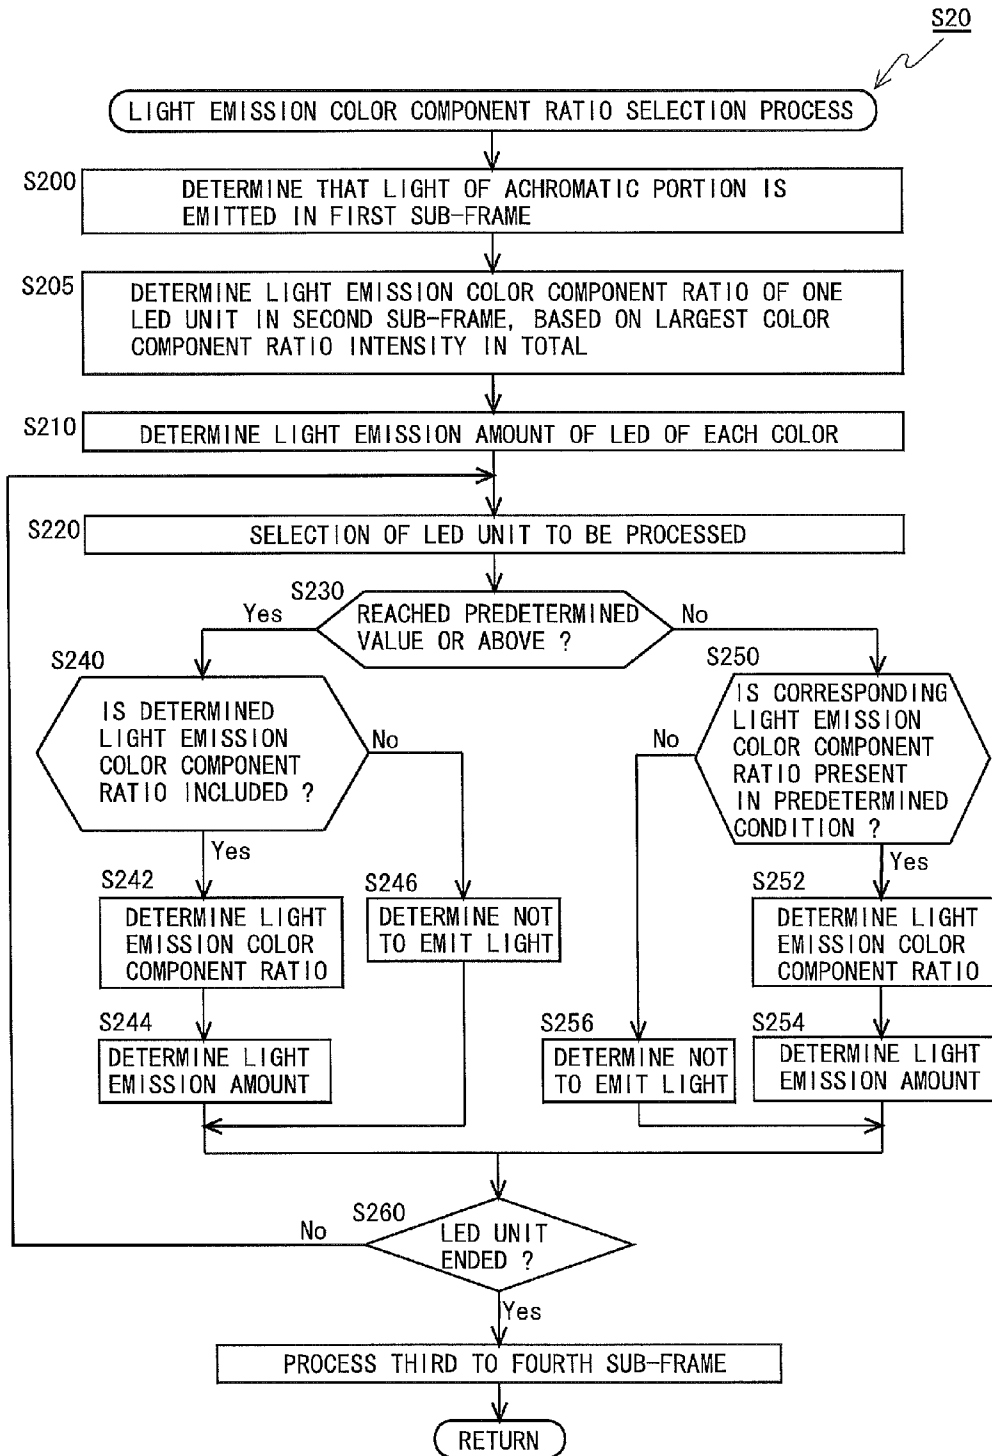 S20
LIGHT EMISSION COLOR COMPONENT RATIO SELECTION PROCESS
S200
DETERMINE THAT LIGHT OF ACHROMATIC PORTION IS
EMITTED IN FIRST SUB-FRAME
S205
DETERMINE LIGHT EMISSION COLOR COMPONENT RATIO OF ONE
LED UNIT IN SECOND SUB-FRAME, BASED ON LARGEST COLOR
COMPONENT RATIO INTENSITY IN TOTAL
S210
DETERMINE LIGHT EMISSION AMOUNT OF LED OF EACH COLOR
S220
SELECTION OF LED UNIT TO BE PROCESSED
S230
REACHED PREDETERMINED
VALUE OR ABOVE ?
Yes
No
S240
IS DETERMINED
LIGHT EMISSION
COLOR COMPONENT
RATIO INCLUDED ?
No
Yes
S250
IS CORRESPONDING
LIGHT EMISSION
COLOR COMPONENT
RATIO PRESENT
IN PREDETERMINED
CONDITION ?
No
Yes
S242
DETERMINE LIGHT
EMISSION COLOR
COMPONENT RATIO
S246
DETERMINE NOT
TO EMIT LIGHT
S252
DETERMINE LIGHT
EMISSION COLOR
COMPONENT RATIO
S244
DETERMINE LIGHT
EMISSION AMOUNT
S256
DETERMINE NOT
TO EMIT LIGHT
S254
DETERMINE LIGHT
EMISSION AMOUNT
S260
LED UNIT
ENDED ?
No
Yes
PROCESS THIRD TO FOURTH SUB-FRAME
RETURN